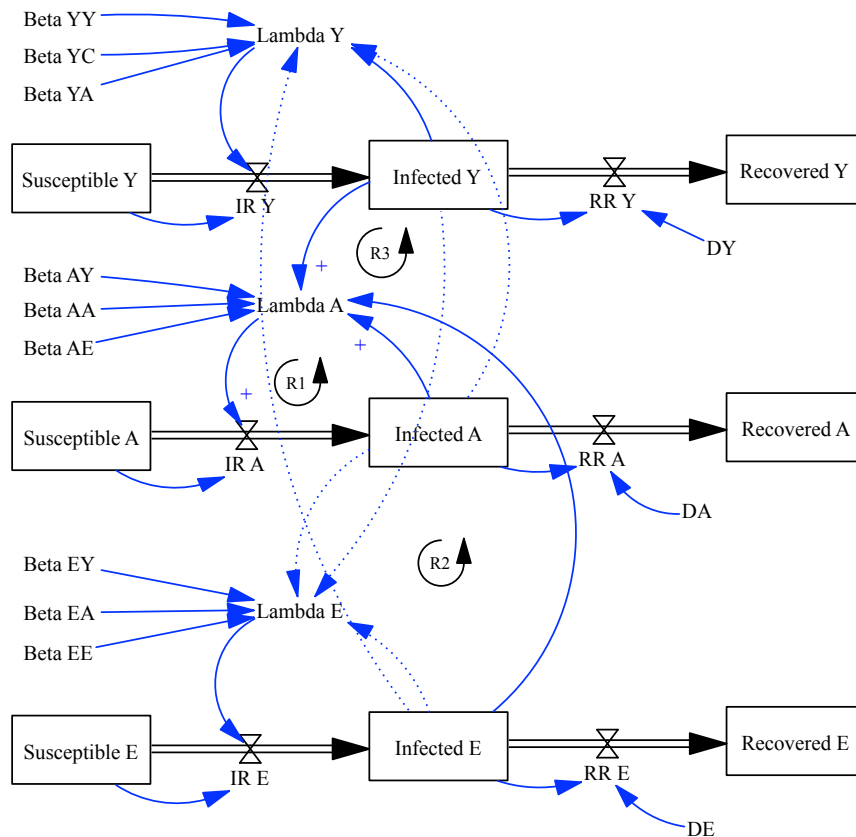 Beta YY
Lambda Y
Beta YC
Beta YA
Susceptible Y
Infected Y
Recovered Y
IR Y
RR Y
DY
R3
+
Beta AY
Lambda A
Beta AA
Beta AE
+
R1
+
Susceptible A
Infected A
Recovered A
IR A
RR A
DA
R2
Beta EY
Lambda E
Beta EA
Beta EE
Susceptible E
Infected E
Recovered E
IR E
RR E
DE